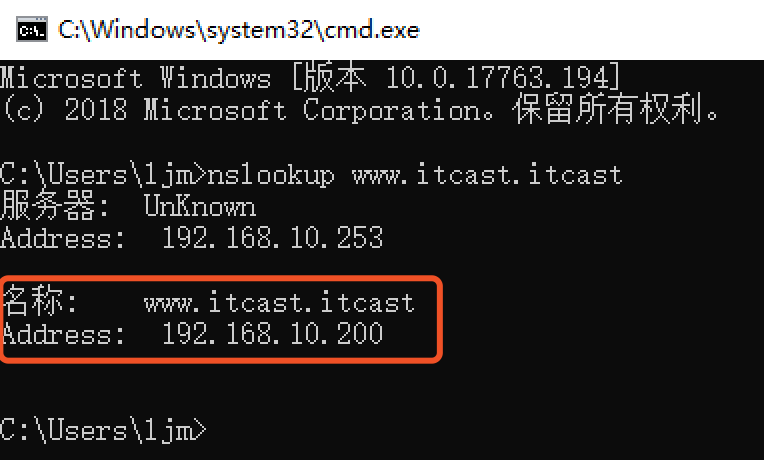 C:\Windows\system32\cmd.exe
Microsoft Windows [版本 10.0.17763.194]
(c) 2018 Microsoft Corporation。保留所有权利。
C:\Users\ljm>nslookup www.itcast.itcast
服务器:  UnKnown
Address:  192.168.10.253
名称:    www.itcast.itcast
Address:  192.168.10.200
C:\Users\ljm>